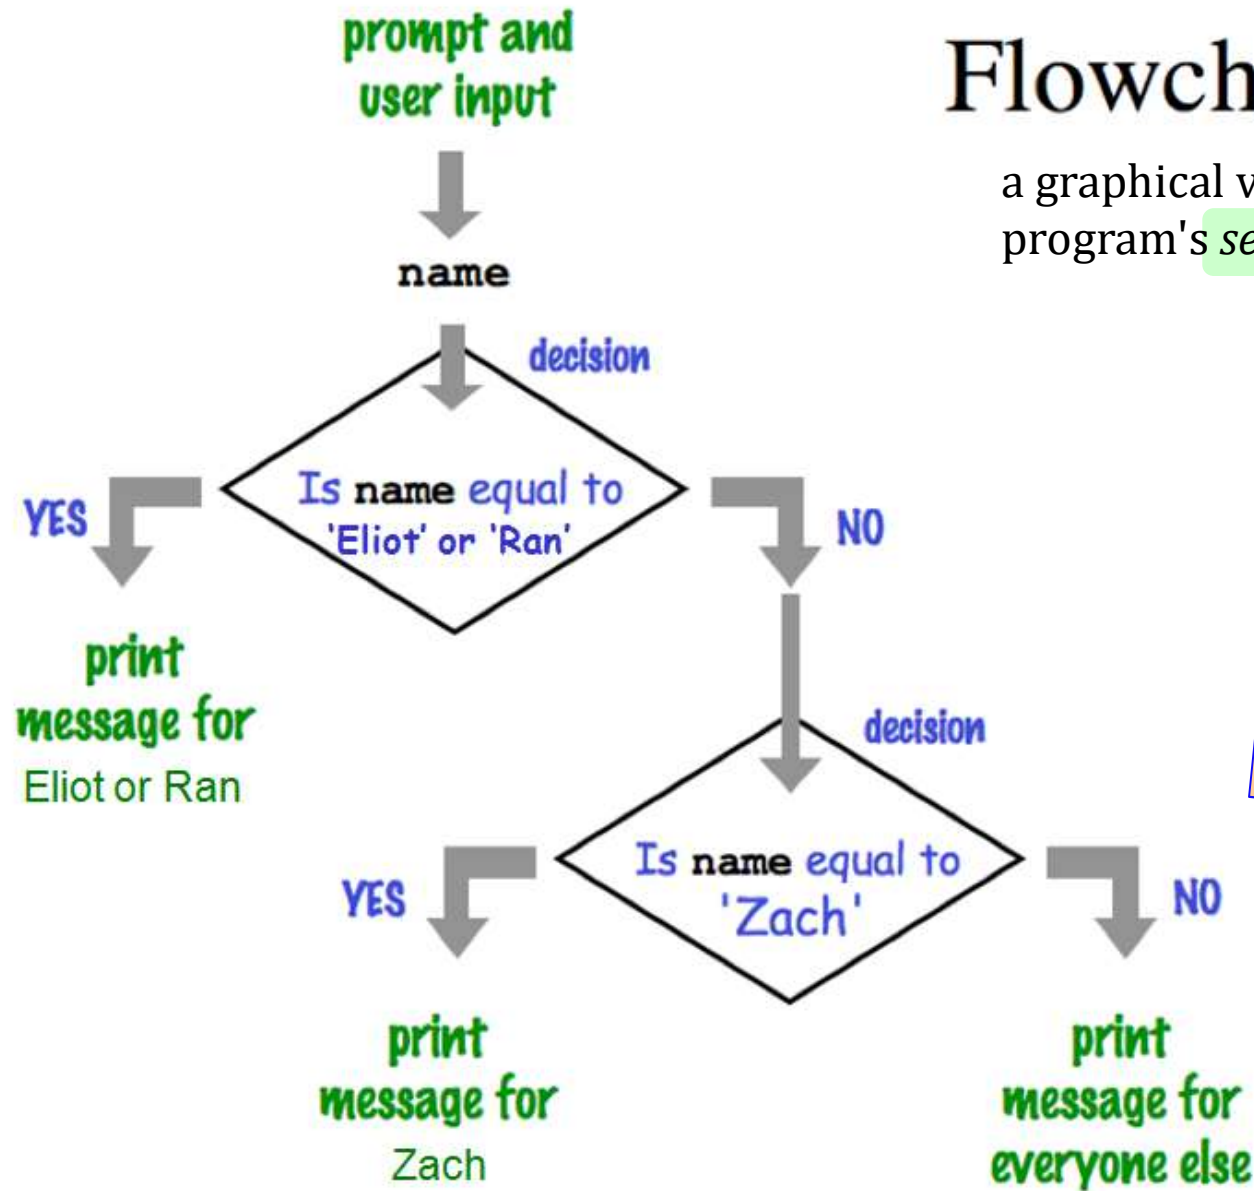 prompt and
user input
Flowch
a graphical v
program's se
name
decision
Is name equal to
'Eliot' or 'Ran'
YES
NO
print
message for
Eliot or Ran
decision
Is name equal to
'Zach'
YES
NO
print
message for
Zach
print
message for
everyone else